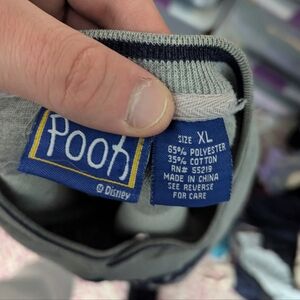 Pooh
© Disney
SIZE XL
65% POLYESTER
35% COTTON
RN# 55219
MADE IN CHINA
SEE REVERSE
FOR CARE